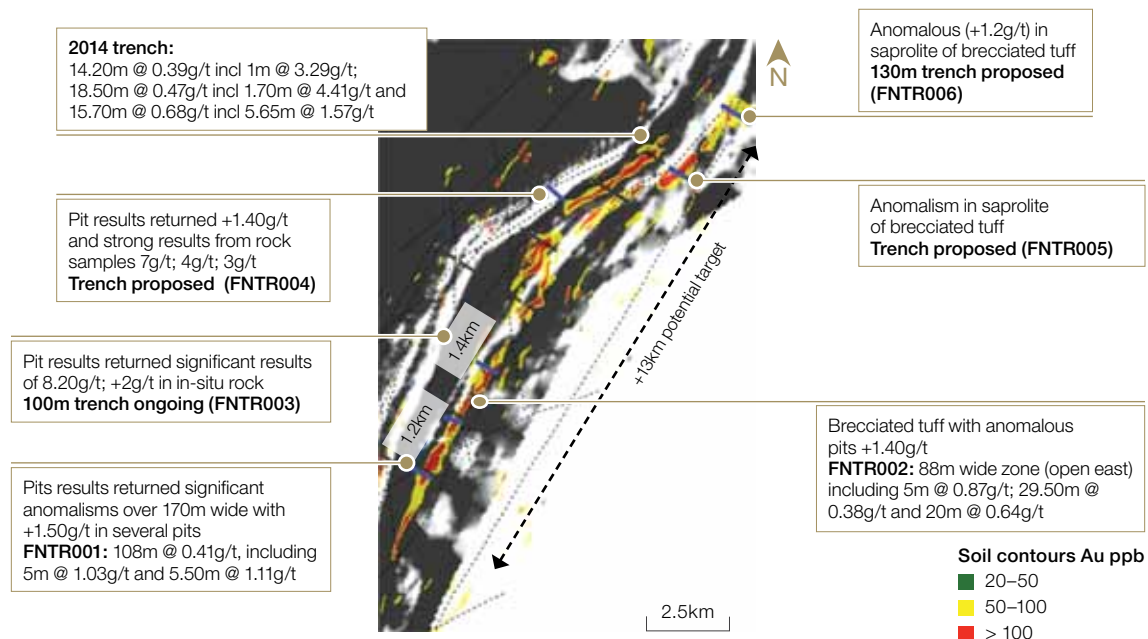 2014 trench:
14.20m @ 0.39g/t incl 1m @ 3.29g/t;
18.50m @ 0.47g/t incl 1.70m @ 4.41g/t and
15.70m @ 0.68g/t incl 5.65m @ 1.57g/t
N
Anomalous (+1.2g/t) in
saprolite of brecciated tuff
130m trench proposed
(FNTR006)
Pit results returned +1.40g/t
and strong results from rock
samples 7g/t; 4g/t; 3g/t
Trench proposed (FNTR004)
Anomalism in saprolite
of brecciated tuff
Trench proposed (FNTR005)
Pit results returned significant results
of 8.20g/t; +2g/t in in-situ rock
100m trench ongoing (FNTR003)
1.4km
1.2km
+13km potential target
Pits results returned significant
anomalisms over 170m wide with
+1.50g/t in several pits
FNTR001: 108m @ 0.41g/t, including
5m @ 1.03g/t and 5.50m @ 1.11g/t
Brecciated tuff with anomalous
pits +1.40g/t
FNTR002: 88m wide zone (open east)
including 5m @ 0.87g/t; 29.50m @
0.38g/t and 20m @ 0.64g/t
2.5km
Soil contours Au ppb
20–50
50–100
> 100